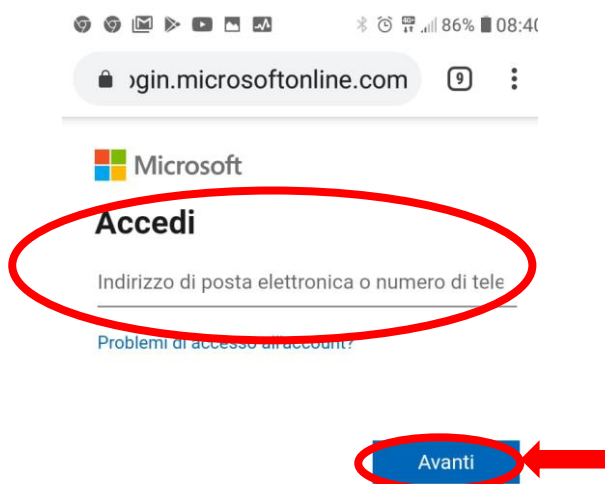 86% 08:40
ogin.microsoftonline.com 9
Microsoft
Accedi
Indirizzo di posta elettronica o numero di tele
Problemi di accesso all'account?
Avanti